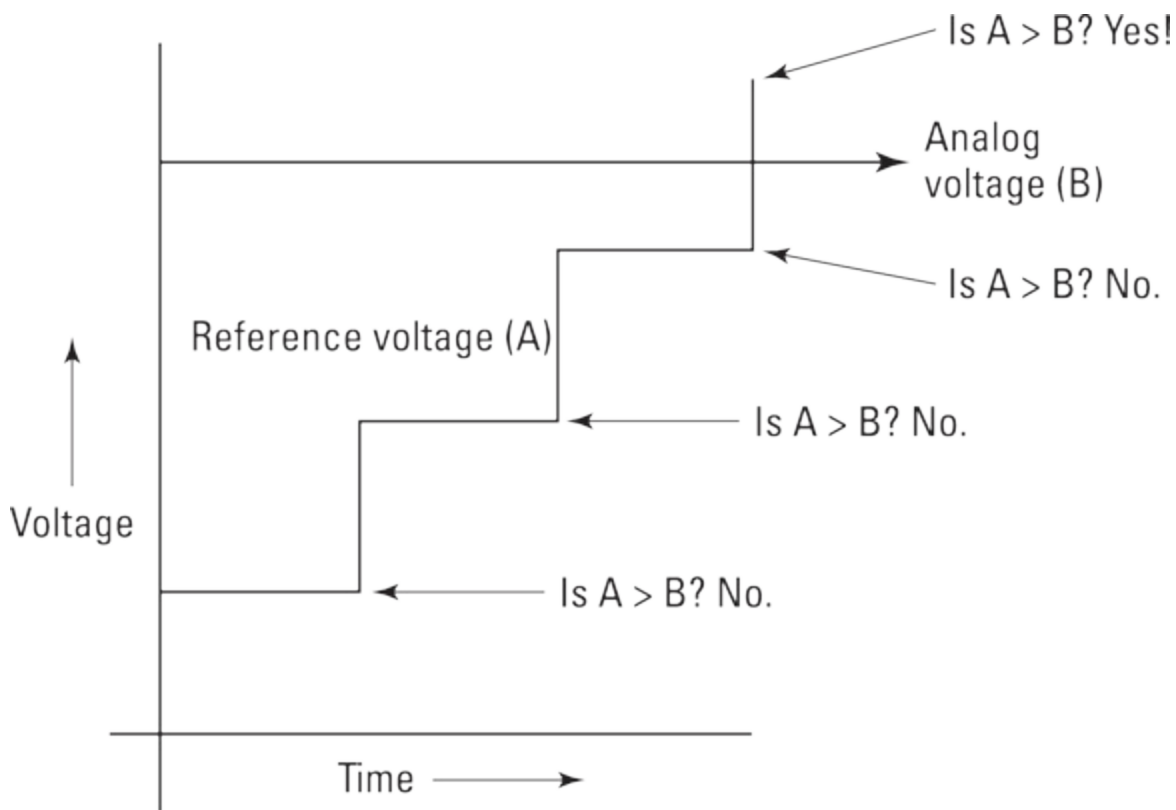 Is A > B? Yes!
Analog
voltage (B)
Is A > B? No.
Reference voltage (A)
Is A > B? No.
Voltage
Is A > B? No.
Time